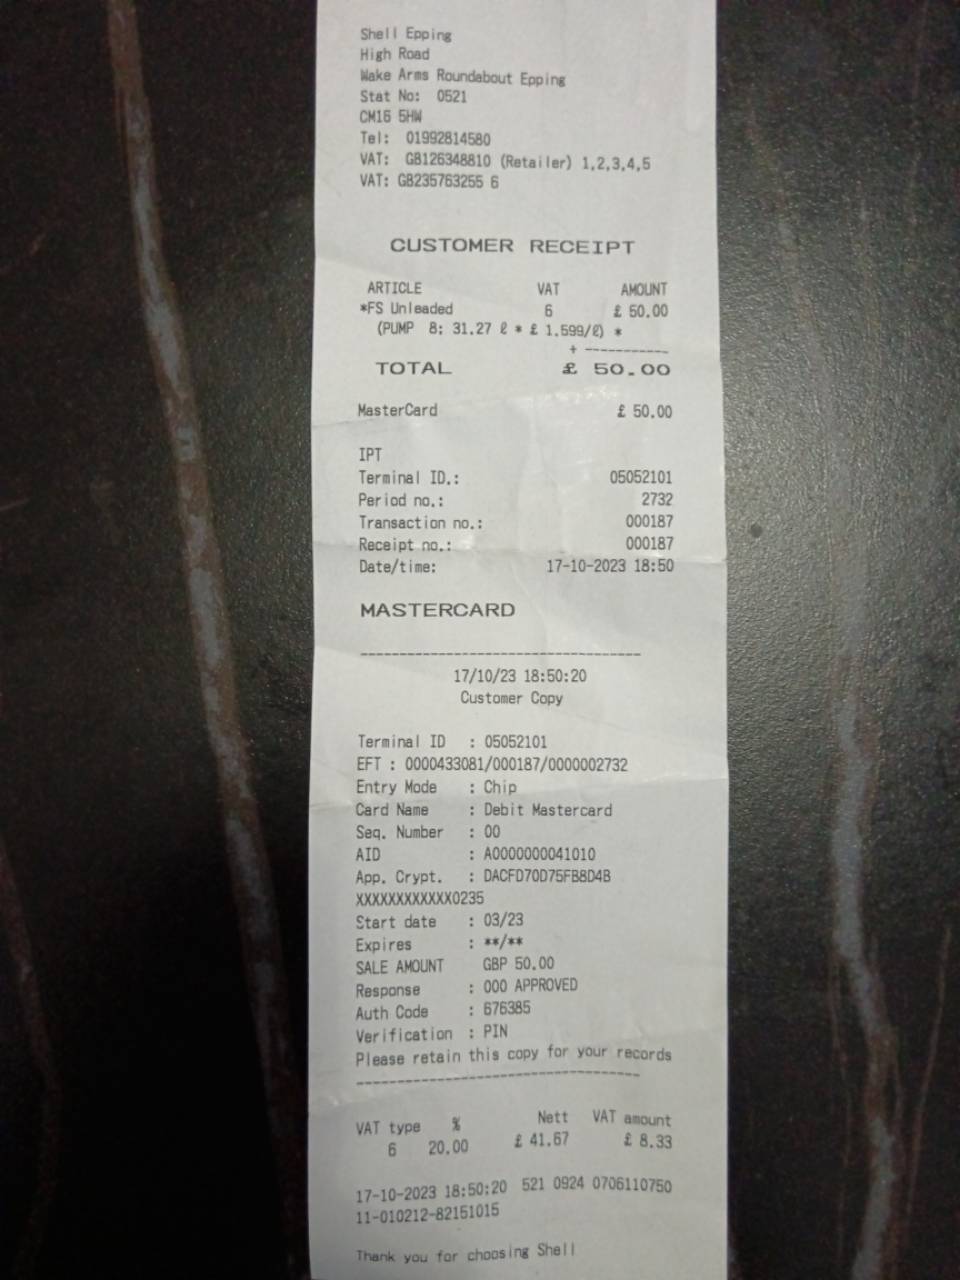 Shell Epping
High Road
Wake Arms Roundabout Epping
Stat No: 0521
CM16 5HW
Tel: 01992814580
VAT: GB126348810 (Retailer) 1,2,3,4,5
VAT: GB235763255 6
CUSTOMER RECEIPT
ARTICLE VAT AMOUNT
*FS Unleaded 6 £ 50.00
(PUMP 8; 31.27 ℓ * £ 1.599/ℓ) *
+ -----------
TOTAL £ 50.00
MasterCard £ 50.00
IPT
Terminal ID.: 05052101
Period no.: 2732
Transaction no.: 000187
Receipt no.: 000187
Date/time: 17-10-2023 18:50
MASTERCARD
-----------------------------------
17/10/23 18:50:20
Customer Copy
Terminal ID : 05052101
EFT : 0000433081/000187/0000002732
Entry Mode : Chip
Card Name : Debit Mastercard
Seq. Number : 00
AID : A0000000041010
App. Crypt. : DACFD70D75FB8D4B
XXXXXXXXXXXX0235
Start date : 03/23
Expires : **/**
SALE AMOUNT GBP 50.00
Response : 000 APPROVED
Auth Code : 676385
Verification : PIN
Please retain this copy for your records
-----------------------------------
VAT type % Nett VAT amount
6 20.00 £ 41.67 £ 8.33
17-10-2023 18:50:20 521 0924 0706110750
11-010212-82151015
Thank you for choosing Shell